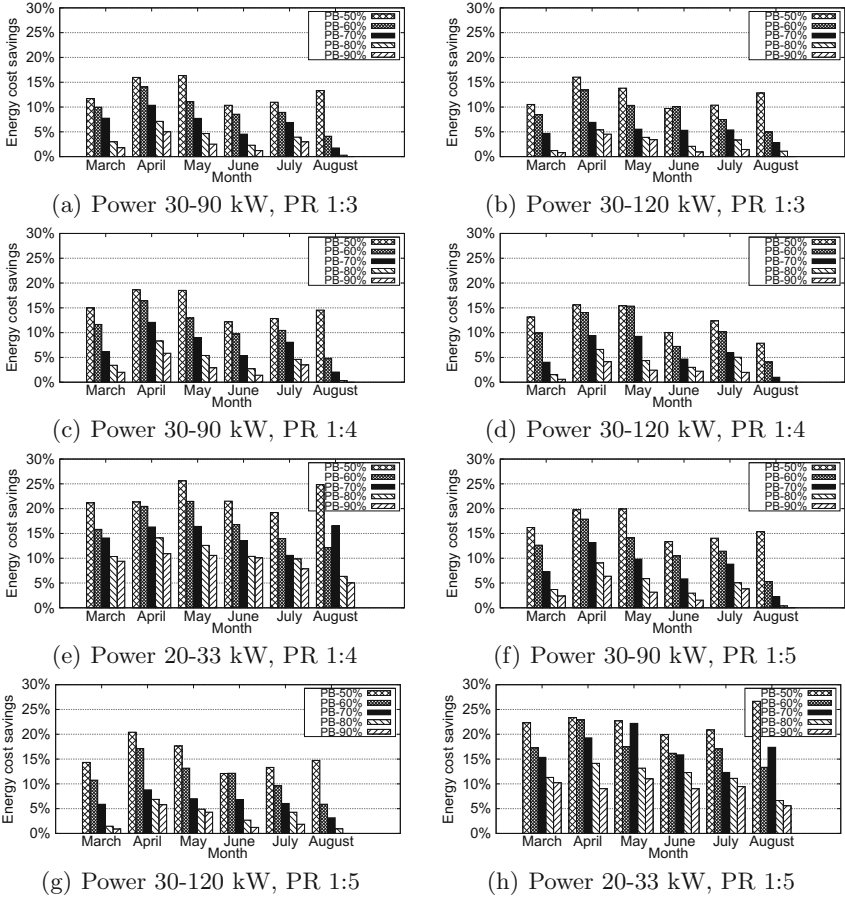 30%
25%
20%
15%
10%
5%
0%
Energy cost savings
PB-50%
PB-60%
PB-70%
PB-80%
PB-90%
March April May June July August
Month
(a) Power 30-90 kW, PR 1:3
30%
25%
20%
15%
10%
5%
0%
Energy cost savings
PB-50%
PB-60%
PB-70%
PB-80%
PB-90%
March April May June July August
Month
(b) Power 30-120 kW, PR 1:3
30%
25%
20%
15%
10%
5%
0%
Energy cost savings
PB-50%
PB-60%
PB-70%
PB-80%
PB-90%
March April May June July August
Month
(c) Power 30-90 kW, PR 1:4
30%
25%
20%
15%
10%
5%
0%
Energy cost savings
PB-50%
PB-60%
PB-70%
PB-80%
PB-90%
March April May June July August
Month
(d) Power 30-120 kW, PR 1:4
30%
25%
20%
15%
10%
5%
0%
Energy cost savings
PB-50%
PB-60%
PB-70%
PB-80%
PB-90%
March April May June July August
Month
(e) Power 20-33 kW, PR 1:4
30%
25%
20%
15%
10%
5%
0%
Energy cost savings
PB-50%
PB-60%
PB-70%
PB-80%
PB-90%
March April May June July August
Month
(f) Power 30-90 kW, PR 1:5
30%
25%
20%
15%
10%
5%
0%
Energy cost savings
PB-50%
PB-60%
PB-70%
PB-80%
PB-90%
March April May June July August
Month
(g) Power 30-120 kW, PR 1:5
30%
25%
20%
15%
10%
5%
0%
Energy cost savings
PB-50%
PB-60%
PB-70%
PB-80%
PB-90%
March April May June July August
Month
(h) Power 20-33 kW, PR 1:5